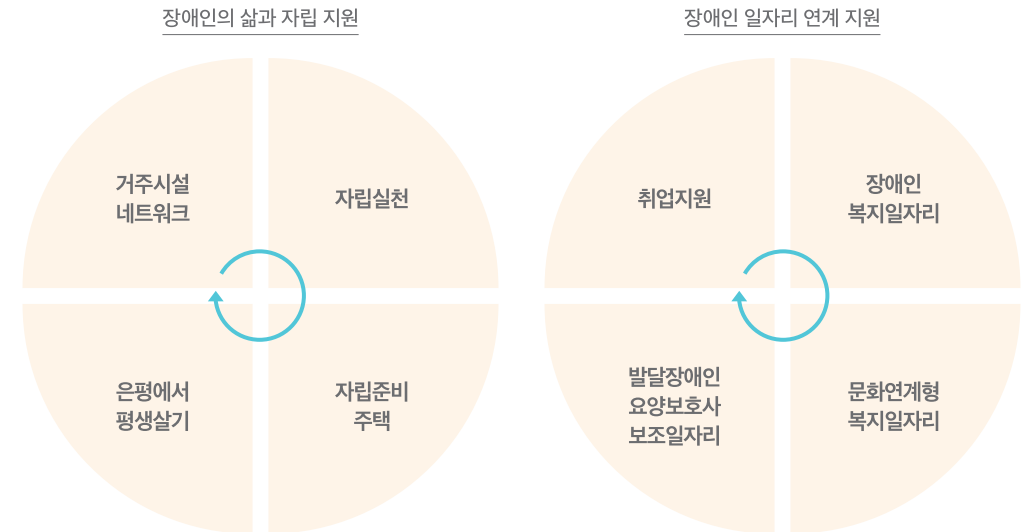 장애인의 삶과 자립 지원
거주시설
네트워크
자립실천
은평에서
평생살기
자립준비
주택
장애인 일자리 연계 지원
취업지원
장애인
복지일자리
발달장애인
요양보호사
보조일자리
문화연계형
복지일자리